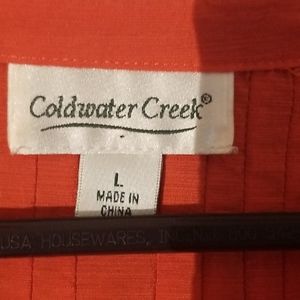 Coldwater Creek®
L
MADE IN
CHINA
USA HOUSEWARES, IN